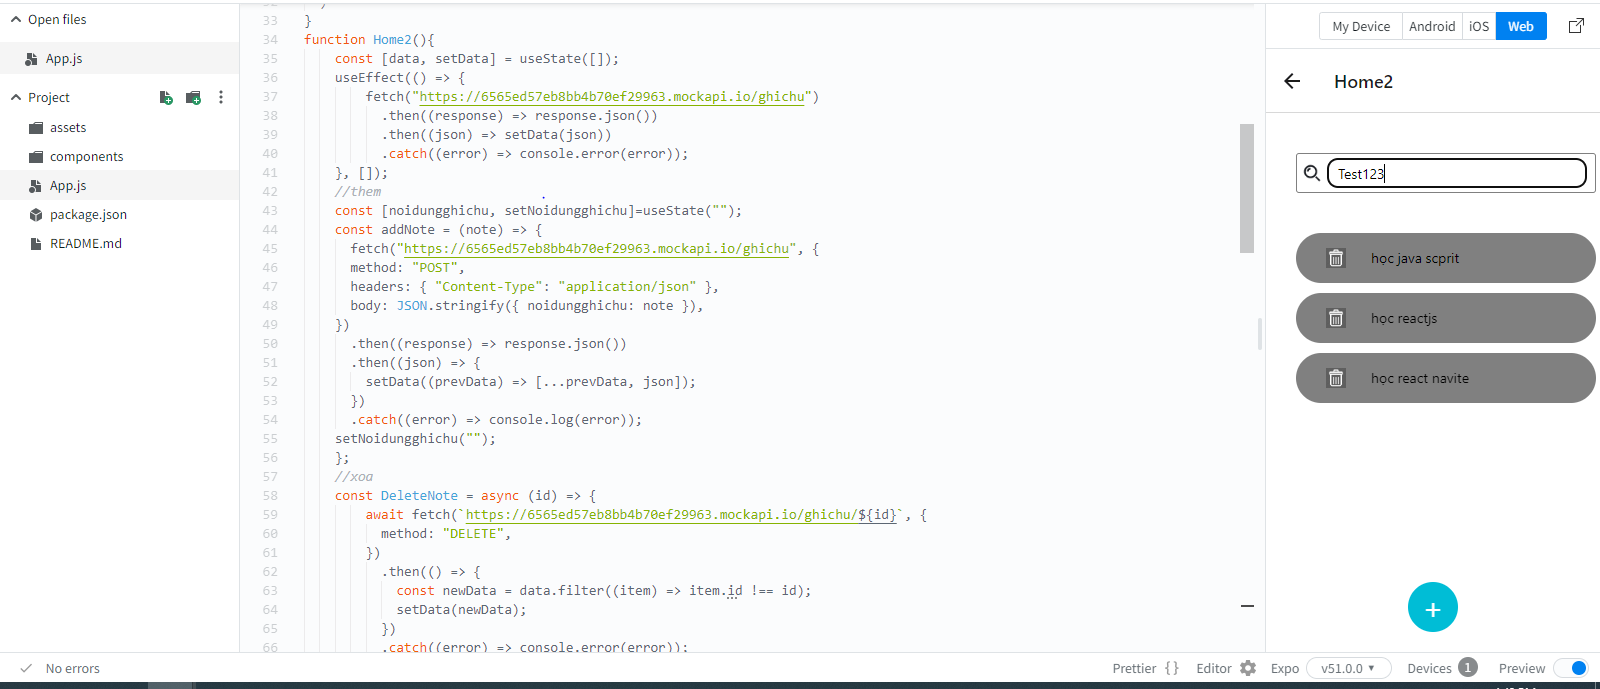 Open files
App.js
Project
assets
components
App.js
package.json
README.md
33 }
34 function Home2(){
35 const [data, setData] = useState([]);
36 useEffect(() => {
37 fetch("https://6565ed57eb8bb4b70ef29963.mockapi.io/ghichu")
38 .then((response) => response.json())
39 .then((json) => setData(json))
40 .catch((error) => console.error(error));
41 }, []);
42 //them
43 const [noidungghichu, setNoidungghichu]=useState("");
44 const addNote = (note) => {
45 fetch("https://6565ed57eb8bb4b70ef29963.mockapi.io/ghichu", {
46 method: "POST",
47 headers: { "Content-Type": "application/json" },
48 body: JSON.stringify({ noidungghichu: note }),
49 })
50 .then((response) => response.json())
51 .then((json) => {
52 setData((prevData) => [...prevData, json]);
53 })
54 .catch((error) => console.log(error));
55 setNoidungghichu("");
56 };
57 //xoa
58 const DeleteNote = async (id) => {
59 await fetch(`https://6565ed57eb8bb4b70ef29963.mockapi.io/ghichu/${id}`, {
60 method: "DELETE",
61 })
62 .then(() => {
63 const newData = data.filter((item) => item.id !== id);
64 setData(newData);
65 })
66 .catch((error) => console.error(error));
My Device Android iOS Web
Home2
Test123
học java scprit
học reactjs
học react navite
+
No errors
Prettier {} Editor Expo v51.0.0 Devices 1 Preview